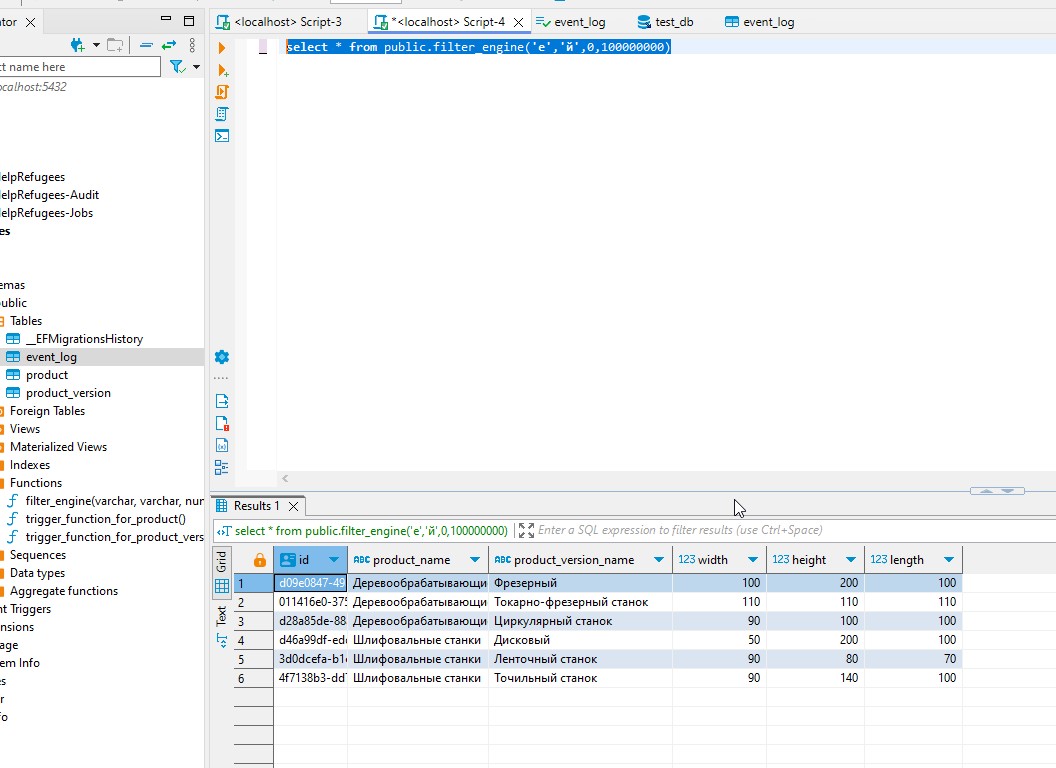 ator
<localhost> Script-3
*<localhost> Script-4
event_log
test_db
event_log
ct name here
ocalhost:5432
elpRefugees
elpRefugees-Audit
elpRefugees-Jobs
es
emas
ublic
Tables
__EFMigrationsHistory
event_log
product
product_version
Foreign Tables
Views
Materialized Views
Indexes
Functions
filter_engine(varchar, varchar, nur
trigger_function_for_product()
trigger_function_for_product_vers
Sequences
Data types
Aggregate functions
nt Triggers
nsions
age
em Info
es
r
fo
select * from public.filter_engine('е','й',0,100000000)
Results 1
select * from public.filter_engine('е','й',0,100000000)
Enter a SQL expression to filter results (use Ctrl+Space)
Grid
Text
id ABC product_name ABC product_version_name 123 width 123 height 123 length
1 d09e0847-49 Деревообрабатывающи Фрезерный 100 200 100
2 011416e0-375 Деревообрабатывающи Токарно-фрезерный станок 110 110 110
3 d28a85de-88 Деревообрабатывающи Циркулярный станок 90 100 100
4 d46a99df-ede Шлифовальные станки Дисковый 50 200 100
5 3d0dcefa-b1 Шлифовальные станки Ленточный станок 90 80 70
6 4f7138b3-dd Шлифовальные станки Точильный станок 90 140 100